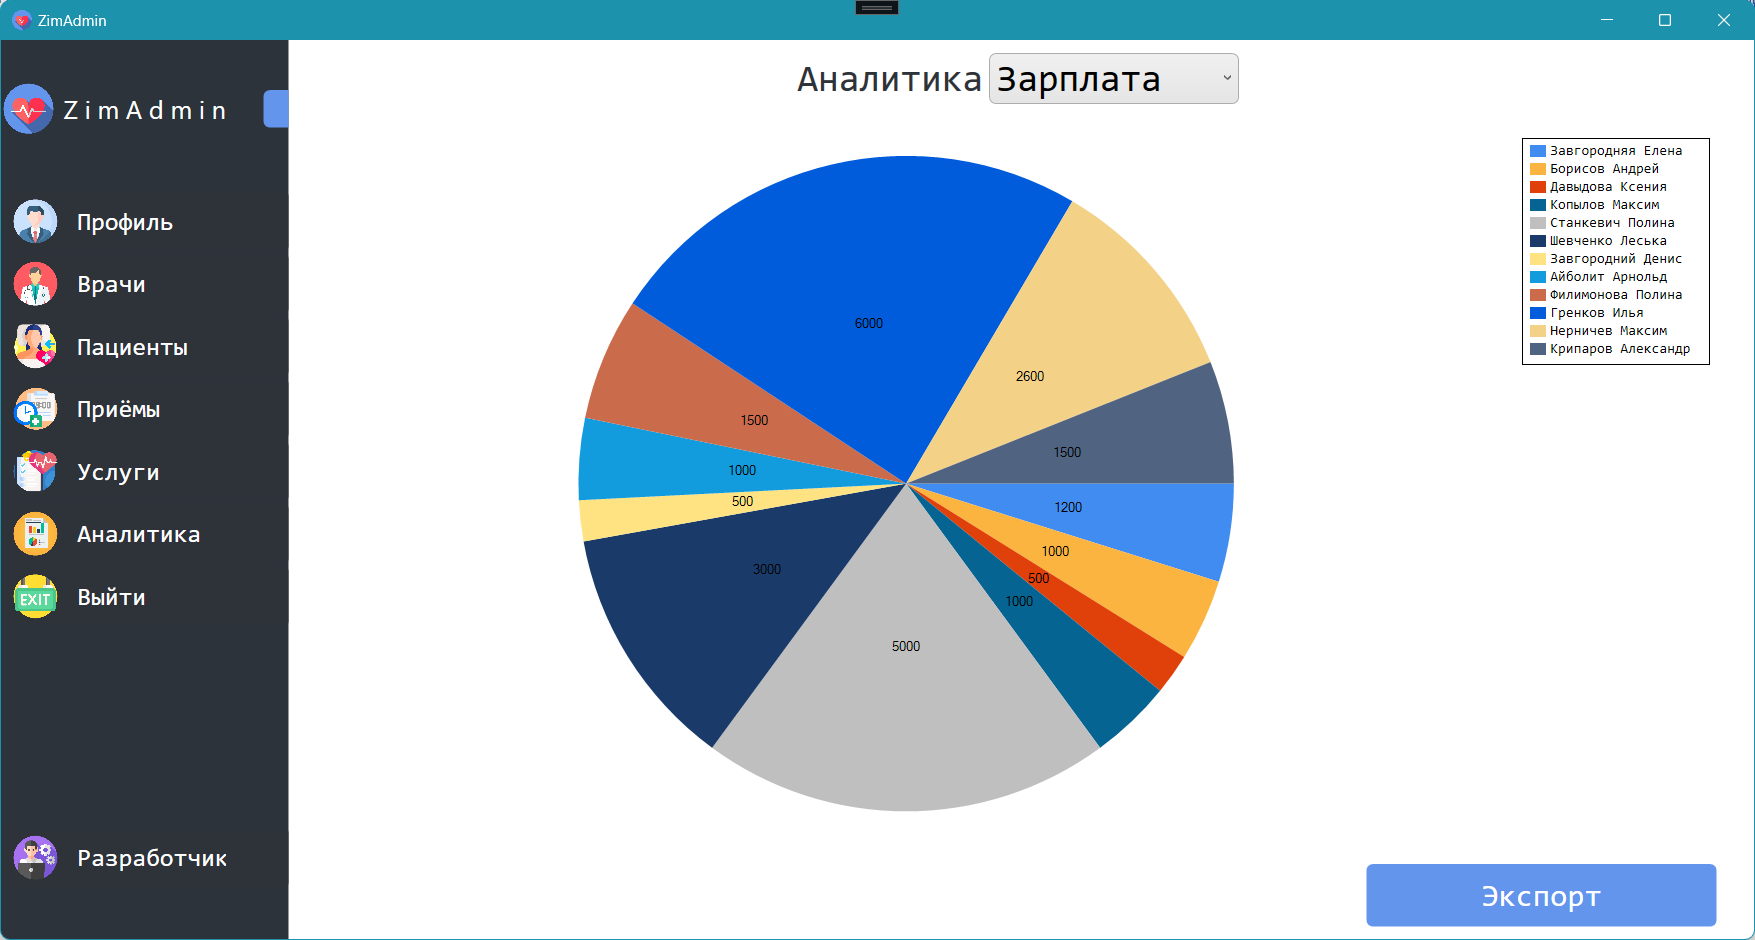 ZimAdmin
ZimAdmin
Профиль
Врачи
Пациенты
Приёмы
Услуги
Аналитика
EXIT Выйти
Разработчик
Аналитика Зарплата
6000
2600
1500
1500
1000
500
1200
1000
500
1000
3000
5000
Завгородняя Елена
Борисов Андрей
Давыдова Ксения
Копылов Максим
Станкевич Полина
Шевченко Леська
Завгородний Денис
Айболит Арнольд
Филимонова Полина
Гренков Илья
Нерничев Максим
Крипаров Александр
Экспорт